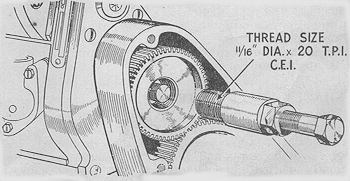 THREAD SIZE
11/16" DIA. x 20 T.P.I.
C.E.I.